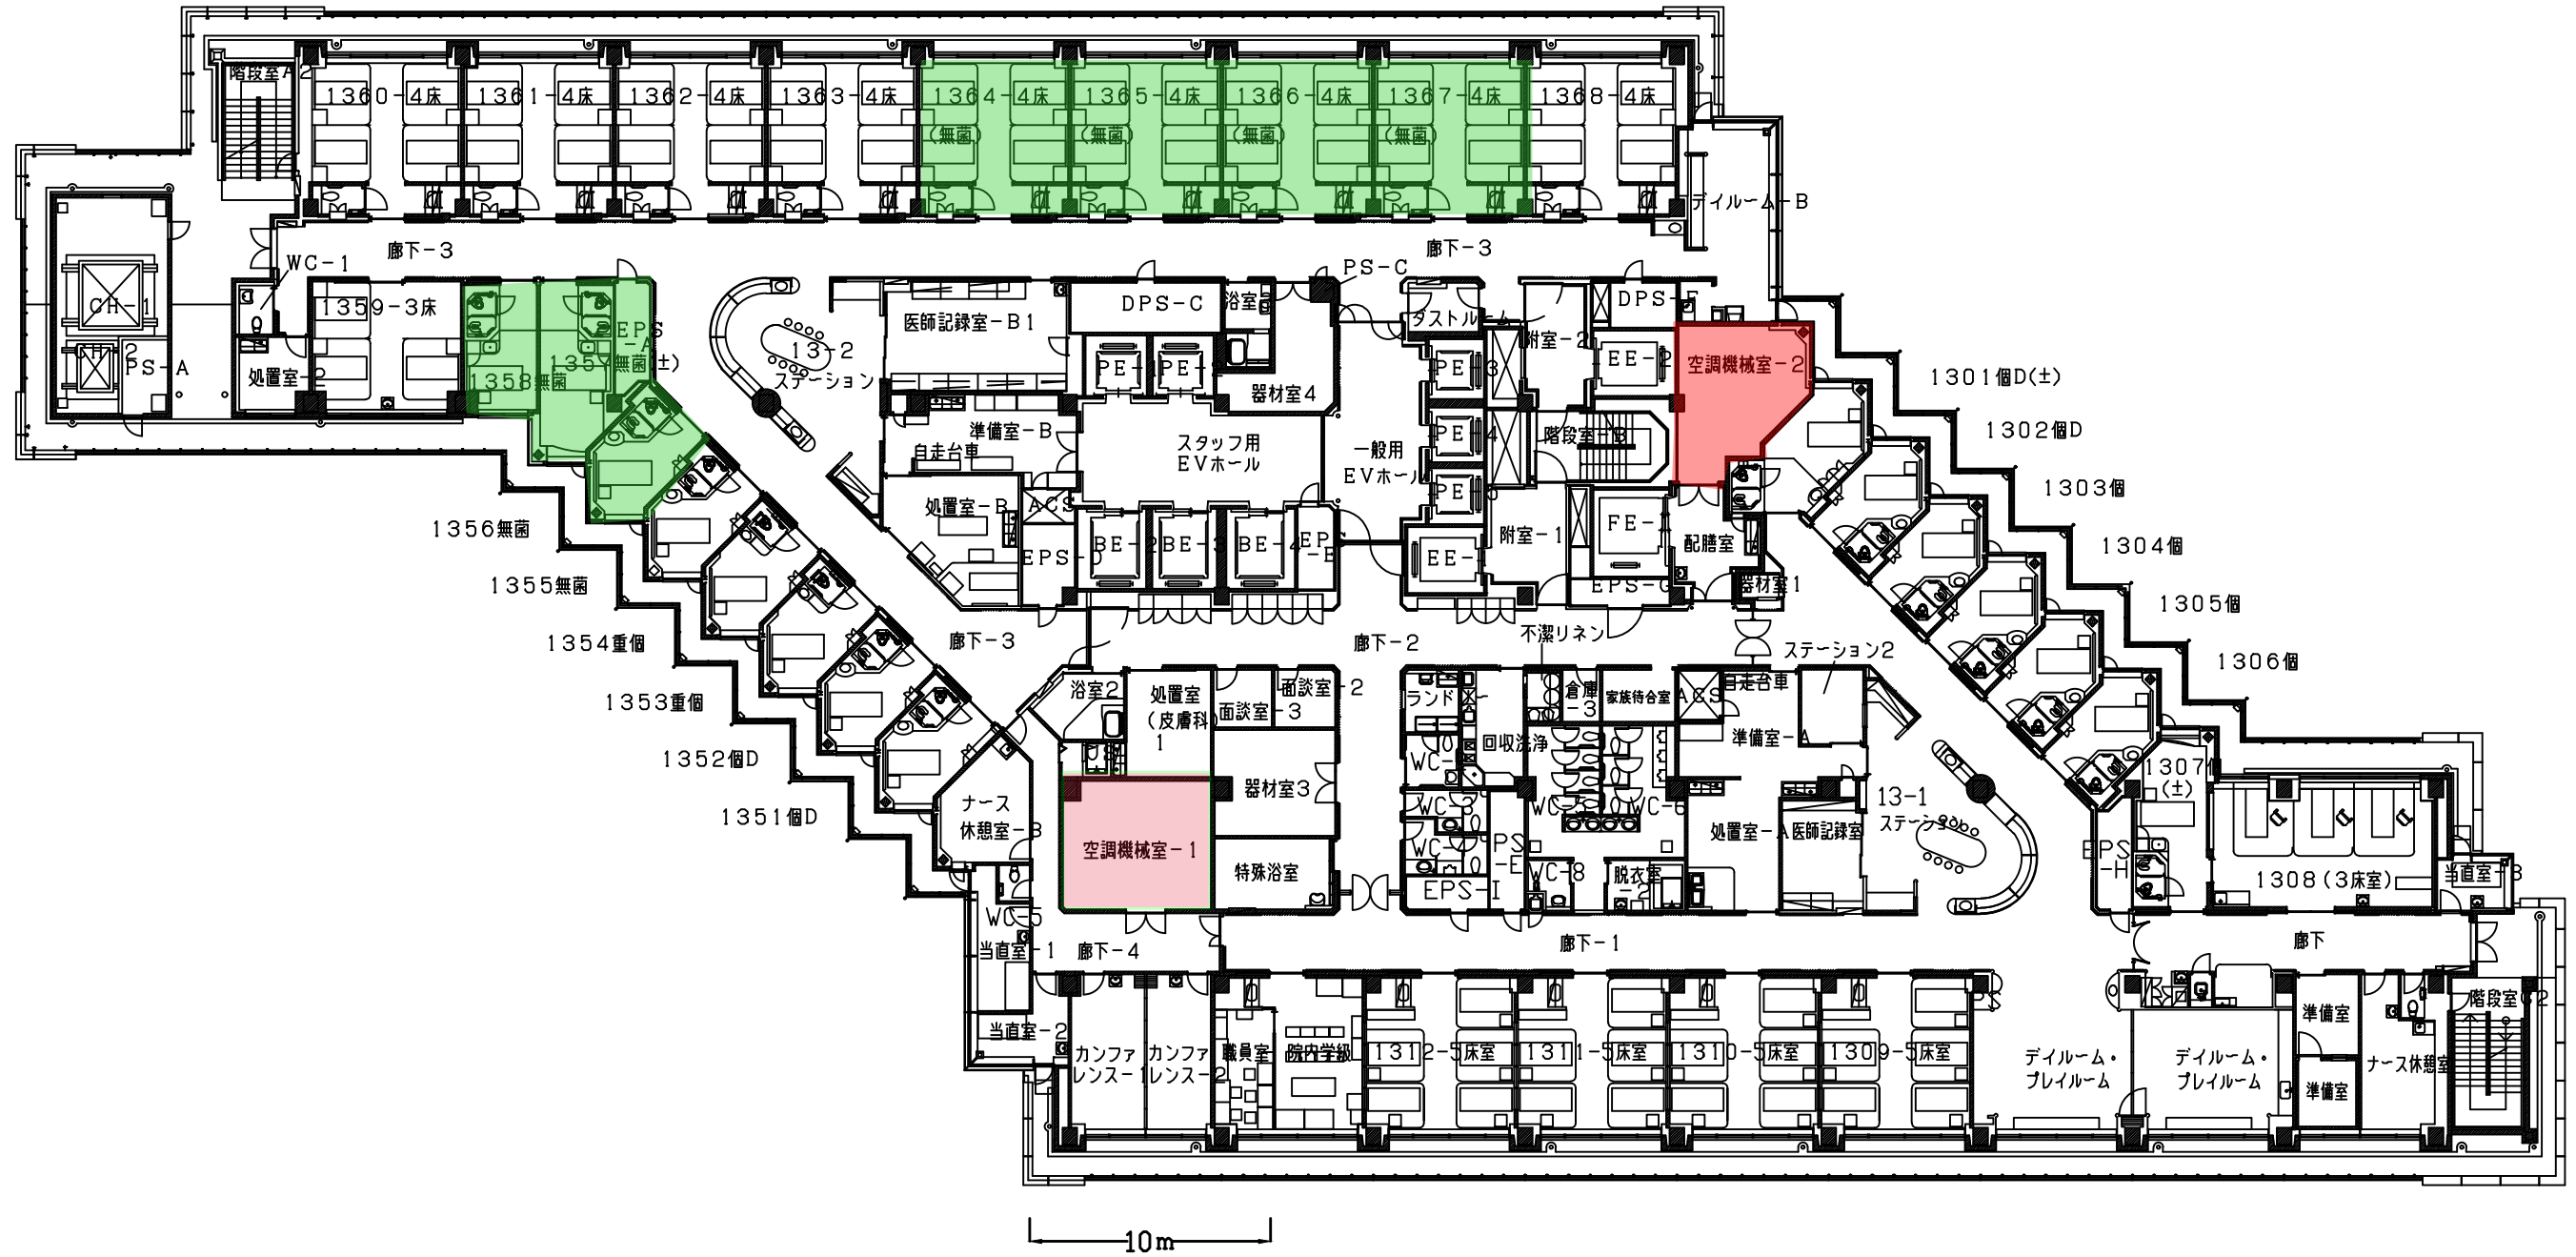 階段室A 2
1360-4床
1361-4床
1362-4床
1363-4床
1364-4床
(無菌)
1365-4床
(無菌)
1366-4床
(無菌)
1367-4床
(無菌)
1368-4床
デイルーム-B
廊下-3
廊下-3
WC-1
CH-1
PS-A
処置室-2
1359-3床
1358無菌
1357無菌(±)
EPS
-A
13-2
ステーション
医師記録室-B1
DPS-C
PS-C
器材室4
ダストルーム
附室-2
DPS-F
EE-2
空調機械室-2
PE-3
PE-4
階段室-B
準備室-B
自走台車
スタッフ用
EVホール
一般用
EVホール
処置室-B
ACS
EPS-D
BE-2
BE-3
BE-4
EE-1
附室-1
配膳室
器材室1
EPS-G
1301個D(±)
1302個D
1303個
1304個
1305個
1306個
1356無菌
1355無菌
1354重個
1353重個
1352個D
1351個D
廊下-3
廊下-2
不潔リネン
ステーション2
浴室2
処置室
(皮膚科)
1
面談室-2
面談室-3
倉庫
-3
家族待合室
ACS
自走台車
準備室-A
回収洗浄
器材室3
ナース
休憩室-B
空調機械室-1
特殊浴室
WC-3
WC-5
WC-6
WC-8
EPS-I
PS
-E
脱衣室
-2
処置室-A
医師記録室
13-1
ステーション
1307個
(±)
EPS
-H
1308(3床室)
当直室-3
WC-5
当直室-1
廊下-4
廊下-1
廊下
当直室-2
カンファ
レンス-1
カンファ
レンス-2
職員室
院内学級
1312-5床室
1311-5床室
1310-5床室
1309-5床室
デイルーム・
プレイルーム
デイルーム・
プレイルーム
準備室
準備室
ナース休憩室
階段室C2
10m